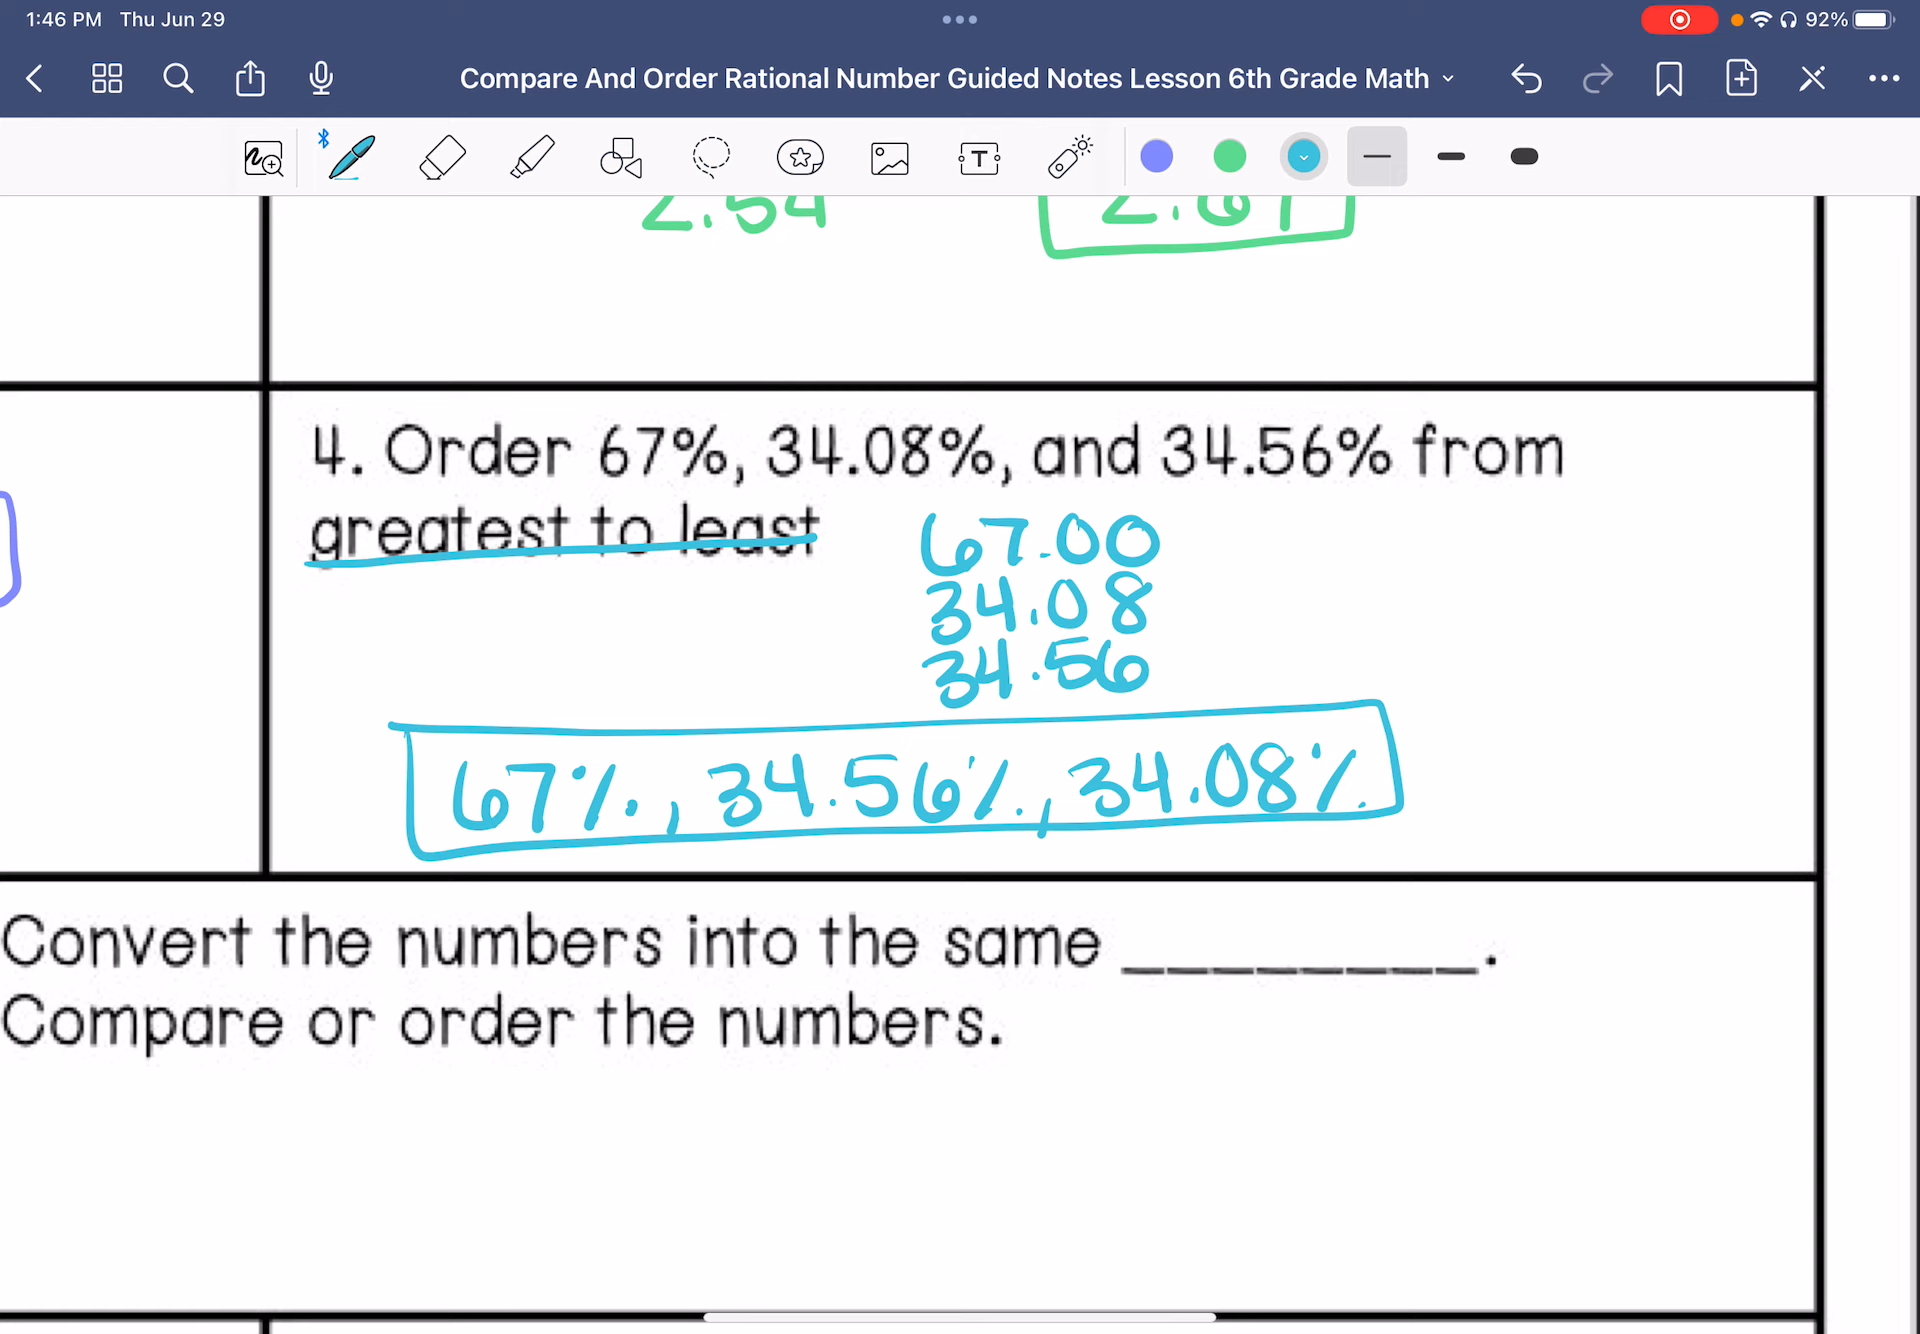 1:46 PM Thu Jun 29
92%
Compare And Order Rational Number Guided Notes Lesson 6th Grade Math
T
2.54
4. Order 67%, 34.08%, and 34.56% from
greatest to least
67.00
34.08
34.56
67%, 34.56%, 34.08%
Convert the numbers into the same ________.
Compare or order the numbers.